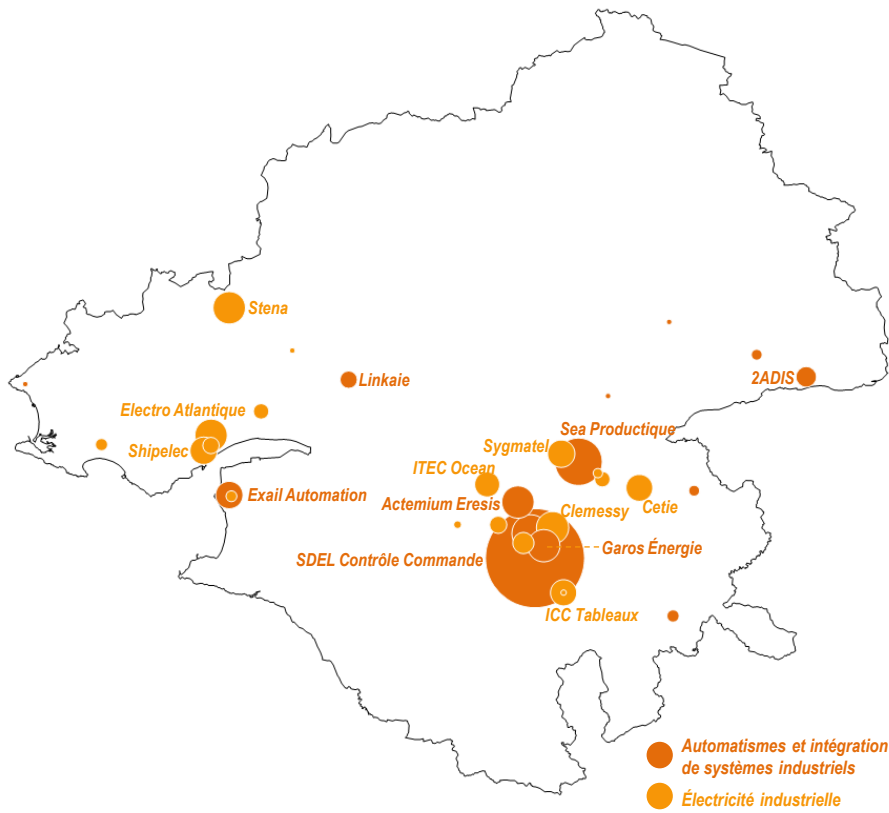 Stena
Linkaie
2ADIS
Electro Atlantique
Sea Productique
Shipelec
Sygmatel
ITEC Ocean
Exail Automation
Actemium Eresis
Clemessy
Cetie
Garos Énergie
SDEL Contrôle Commande
ICC Tableaux
Automatismes et intégration
de systèmes industriels
Électricité industrielle